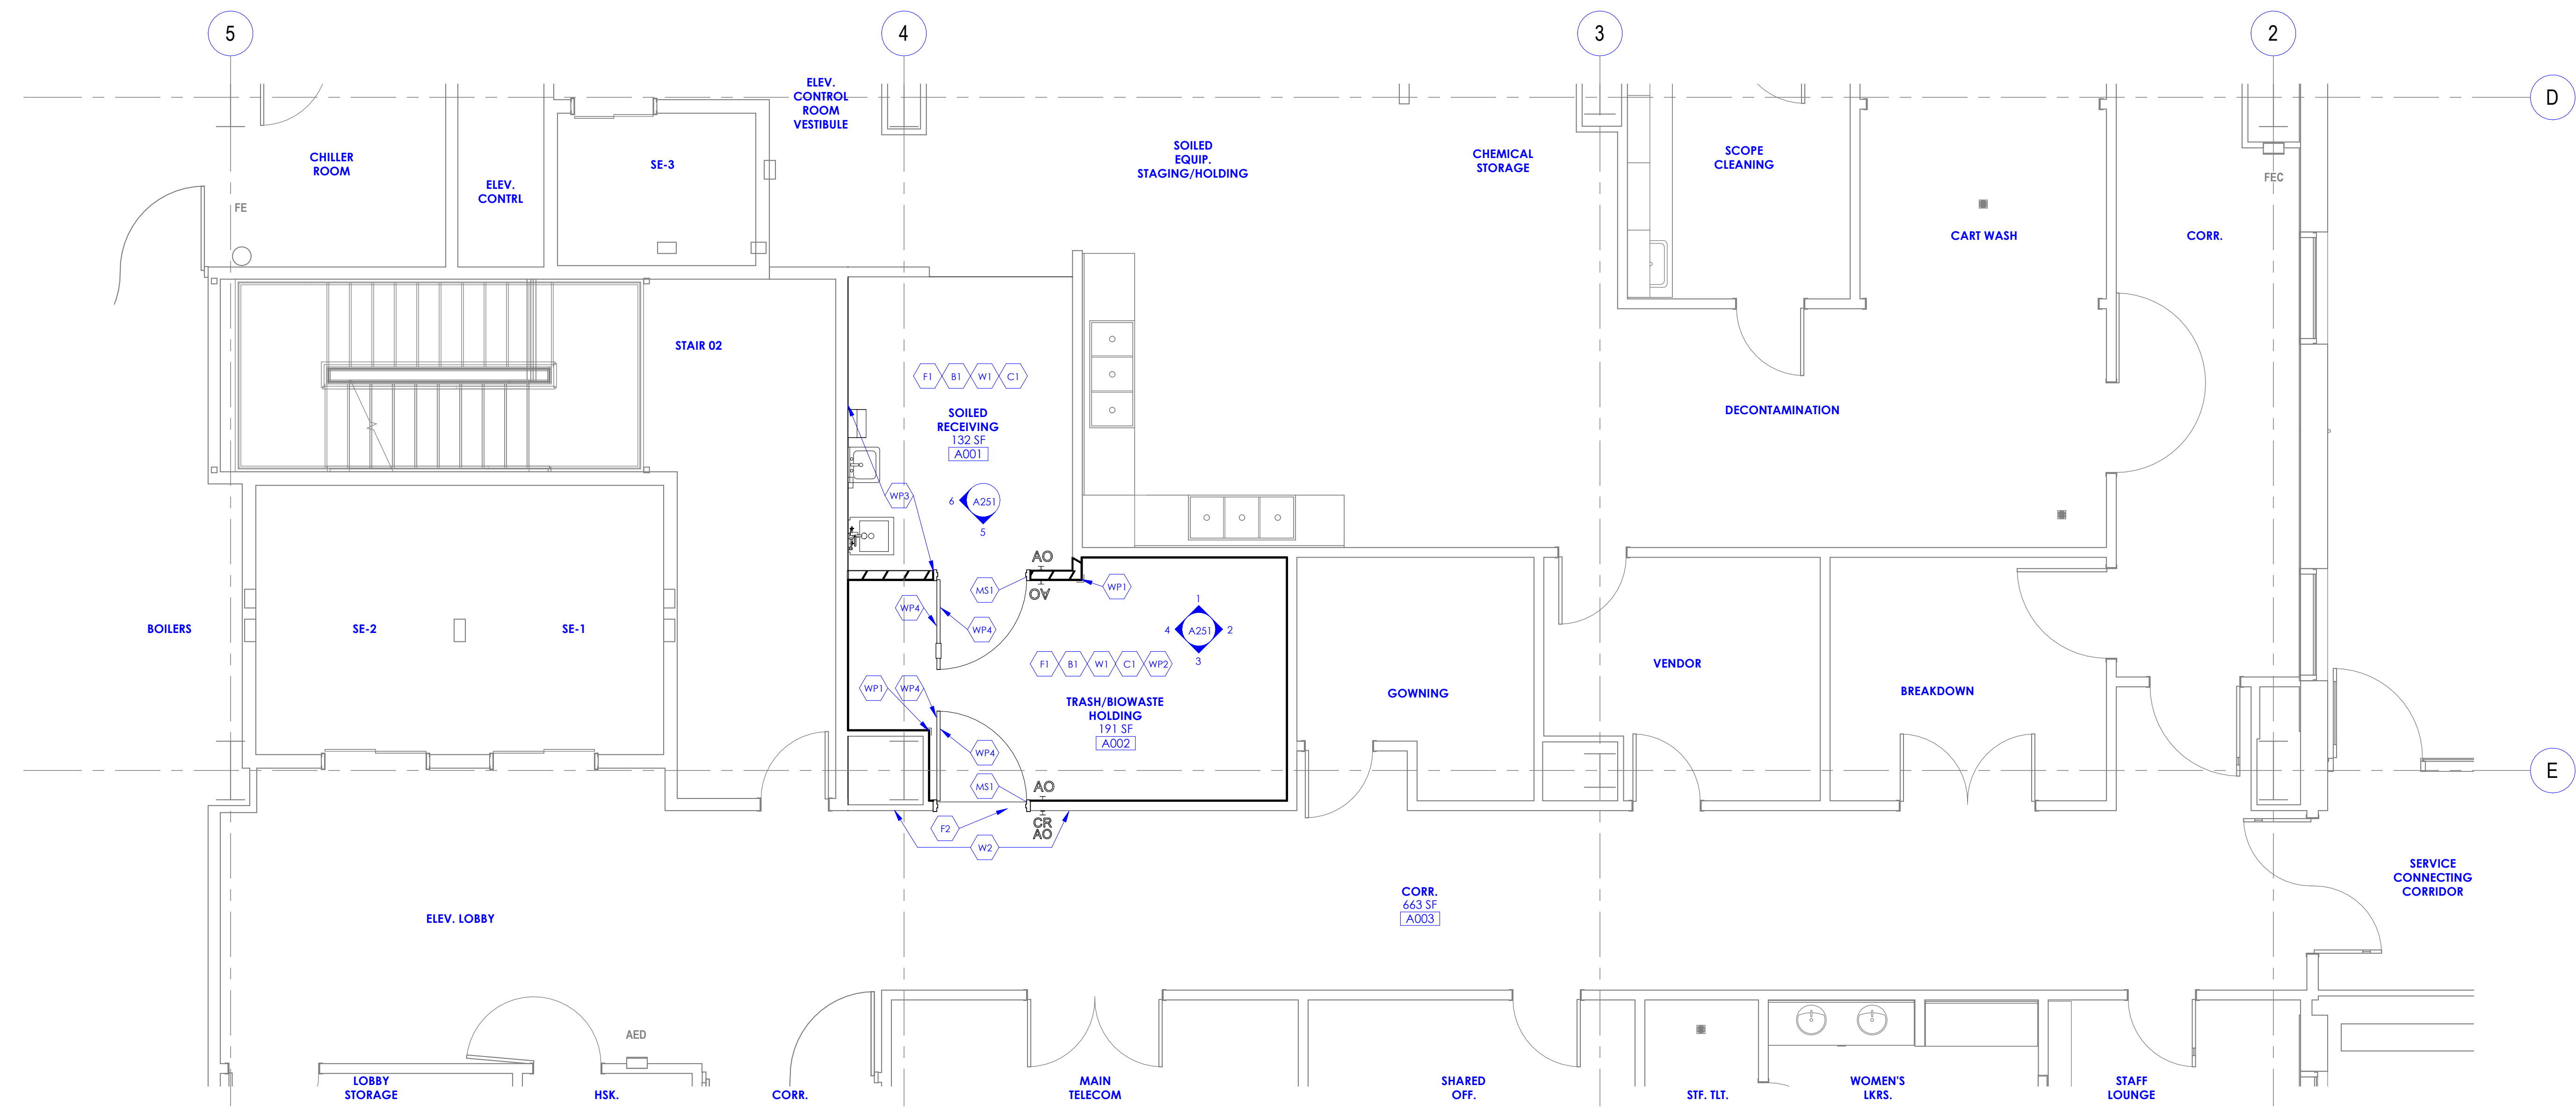 5
4
3
2
D
ELEV.
CONTROL
ROOM
VESTIBULE
CHILLER
ROOM
SE-3
ELEV.
CONTRL
SOILED
EQUIP.
STAGING/HOLDING
CHEMICAL
STORAGE
SCOPE
CLEANING
FEC
FE
CART WASH
CORR.
STAIR 02
F1
B1
W1
C1
SOILED
RECEIVING
132 SF
A001
DECONTAMINATION
WP3
6
A251
5
AO
MS1
AO
WP1
WP4
WP4
1
4
A251
2
3
BOILERS
SE-2
SE-1
F1
B1
W1
C1
WP2
VENDOR
WP1
WP4
GOWNING
BREAKDOWN
TRASH/BIOWASTE
HOLDING
191 SF
A002
WP4
E
MS1
AO
F2
CR
AO
W2
CORR.
663 SF
A003
SERVICE
CONNECTING
CORRIDOR
ELEV. LOBBY
AED
LOBBY
STORAGE
HSK.
CORR.
MAIN
TELECOM
SHARED
OFF.
STF. TLT.
WOMEN'S
LKRS.
STAFF
LOUNGE